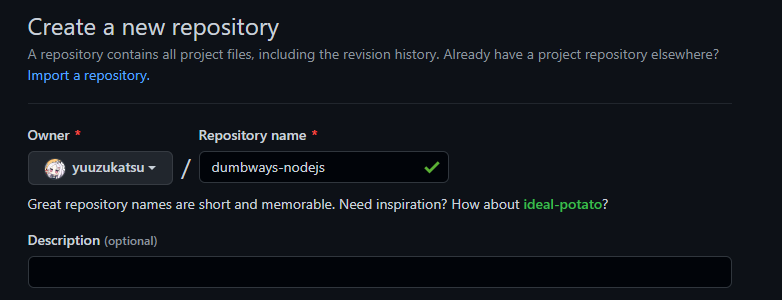 Create a new repository
A repository contains all project files, including the revision history. Already have a project repository elsewhere?
Import a repository.
Owner * Repository name *
yuuzukatsu / dumbways-nodejs
Great repository names are short and memorable. Need inspiration? How about ideal-potato?
Description (optional)